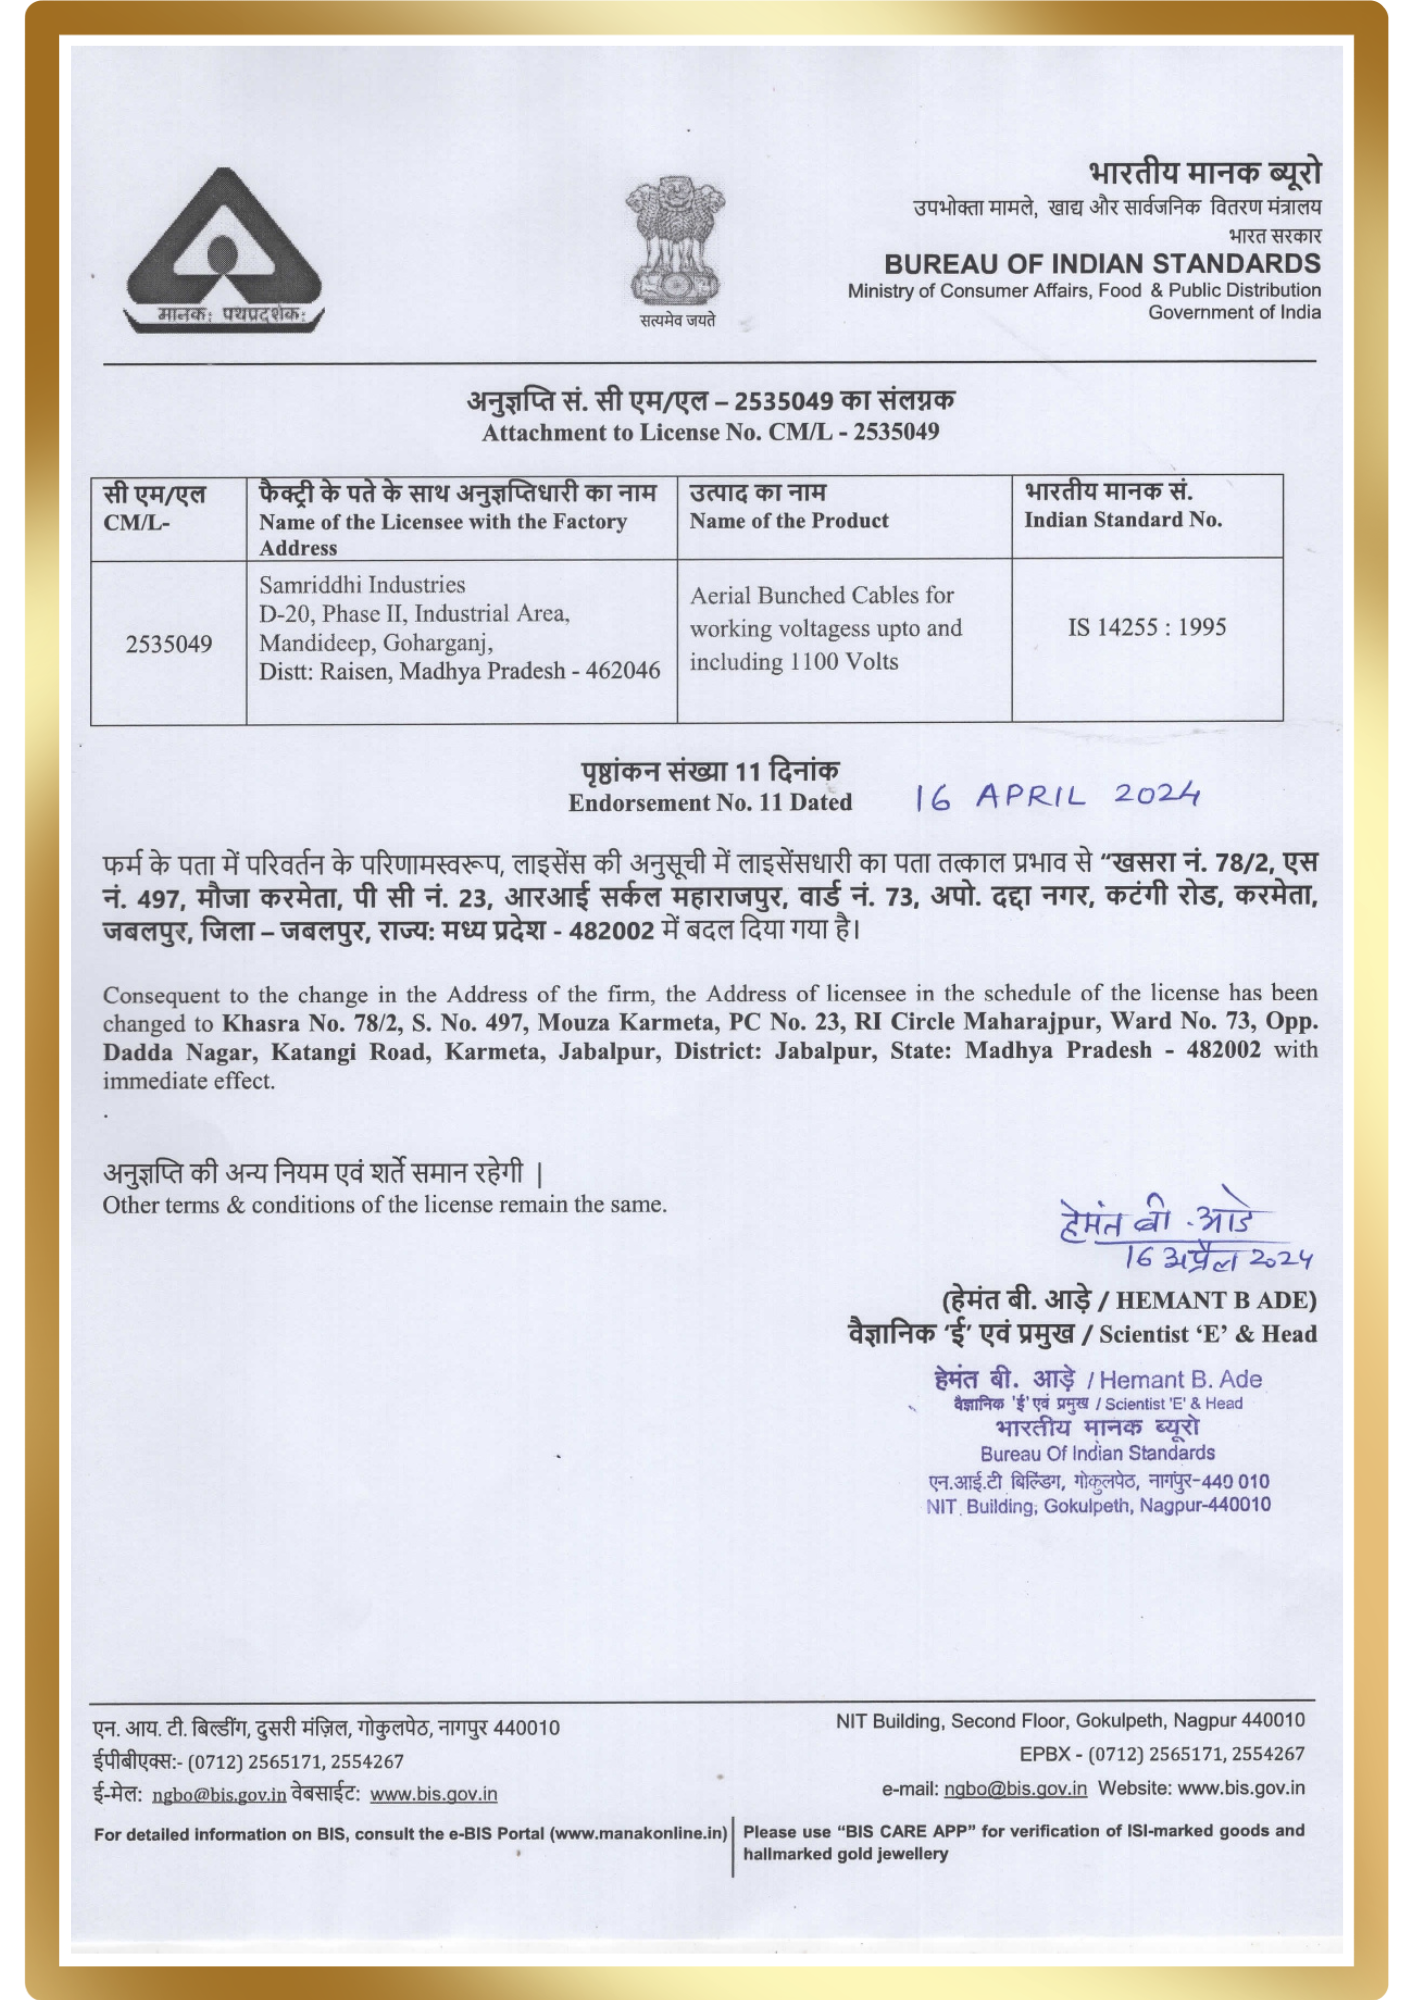 मानक: पथप्रदर्शक:
सत्यमेव जयते
भारतीय मानक ब्यूरो
उपभोक्ता मामले, खाद्य और सार्वजनिक वितरण मंत्रालय
भारत सरकार
BUREAU OF INDIAN STANDARDS
Ministry of Consumer Affairs, Food & Public Distribution
Government of India
अनुज्ञप्ति सं. सी एम/एल – 2535049 का संलग्नक
Attachment to License No. CM/L - 2535049
सी एम/एल
CM/L-
फैक्ट्री के पते के साथ अनुज्ञप्तिधारी का नाम
Name of the Licensee with the Factory
Address
उत्पाद का नाम
Name of the Product
भारतीय मानक सं.
Indian Standard No.
2535049
Samriddhi Industries
D-20, Phase II, Industrial Area,
Mandideep, Goharganj,
Distt: Raisen, Madhya Pradesh - 462046
Aerial Bunched Cables for
working voltagess upto and
including 1100 Volts
IS 14255 : 1995
पृष्ठांकन संख्या 11 दिनांक
Endorsement No. 11 Dated 16 APRIL 2024
फर्म के पता में परिवर्तन के परिणामस्वरूप, लाइसेंस की अनुसूची में लाइसेंसधारी का पता तत्काल प्रभाव से “खसरा नं. 78/2, एस
नं. 497, मौजा करमेता, पी सी नं. 23, आरआई सर्कल महाराजपुर, वार्ड नं. 73, अपो. दद्दा नगर, कटंगी रोड, करमेता,
जबलपुर, जिला – जबलपुर, राज्य: मध्य प्रदेश - 482002 में बदल दिया गया है।
Consequent to the change in the Address of the firm, the Address of licensee in the schedule of the license has been
changed to Khasra No. 78/2, S. No. 497, Mouza Karmeta, PC No. 23, RI Circle Maharajpur, Ward No. 73, Opp.
Dadda Nagar, Katangi Road, Karmeta, Jabalpur, District: Jabalpur, State: Madhya Pradesh - 482002 with
immediate effect.
अनुज्ञप्ति की अन्य नियम एवं शर्ते समान रहेगी |
Other terms & conditions of the license remain the same.
हेमंत बी. आडे
16 अप्रैल 2024
(हेमंत बी. आड़े / HEMANT B ADE)
वैज्ञानिक ‘ई’ एवं प्रमुख / Scientist ‘E’ & Head
हेमंत बी. आड़े / Hemant B. Ade
वैज्ञानिक 'ई' एवं प्रमुख / Scientist 'E' & Head
भारतीय मानक ब्यूरो
Bureau Of Indian Standards
एन.आई.टी बिल्डिंग, गोकुलपेठ, नागपुर-440 010
NIT. Building, Gokulpeth, Nagpur-440010
एन. आय. टी. बिल्डींग, दुसरी मंज़िल, गोकुलपेठ, नागपुर 440010
ईपीबीएक्स:- (0712) 2565171, 2554267
ई-मेल: ngbo@bis.gov.in वेबसाईट: www.bis.gov.in
NIT Building, Second Floor, Gokulpeth, Nagpur 440010
EPBX - (0712) 2565171, 2554267
e-mail: ngbo@bis.gov.in Website: www.bis.gov.in
For detailed information on BIS, consult the e-BIS Portal (www.manakonline.in)
Please use “BIS CARE APP” for verification of ISI-marked goods and
hallmarked gold jewellery